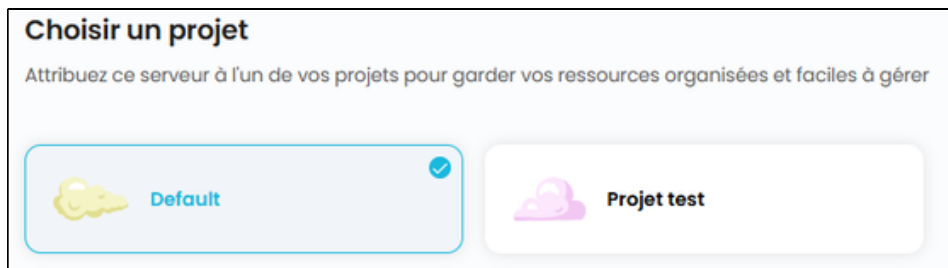 Choisir un projet
Attribuez ce serveur à l'un de vos projets pour garder vos ressources organisées et faciles à gérer
Default
Projet test